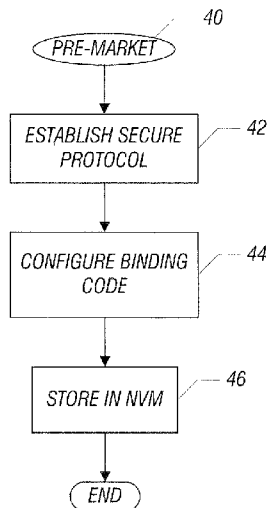 40
PRE-MARKET
ESTABLISH SECURE
PROTOCOL
42
CONFIGURE BINDING
CODE
44
STORE IN NVM
46
END